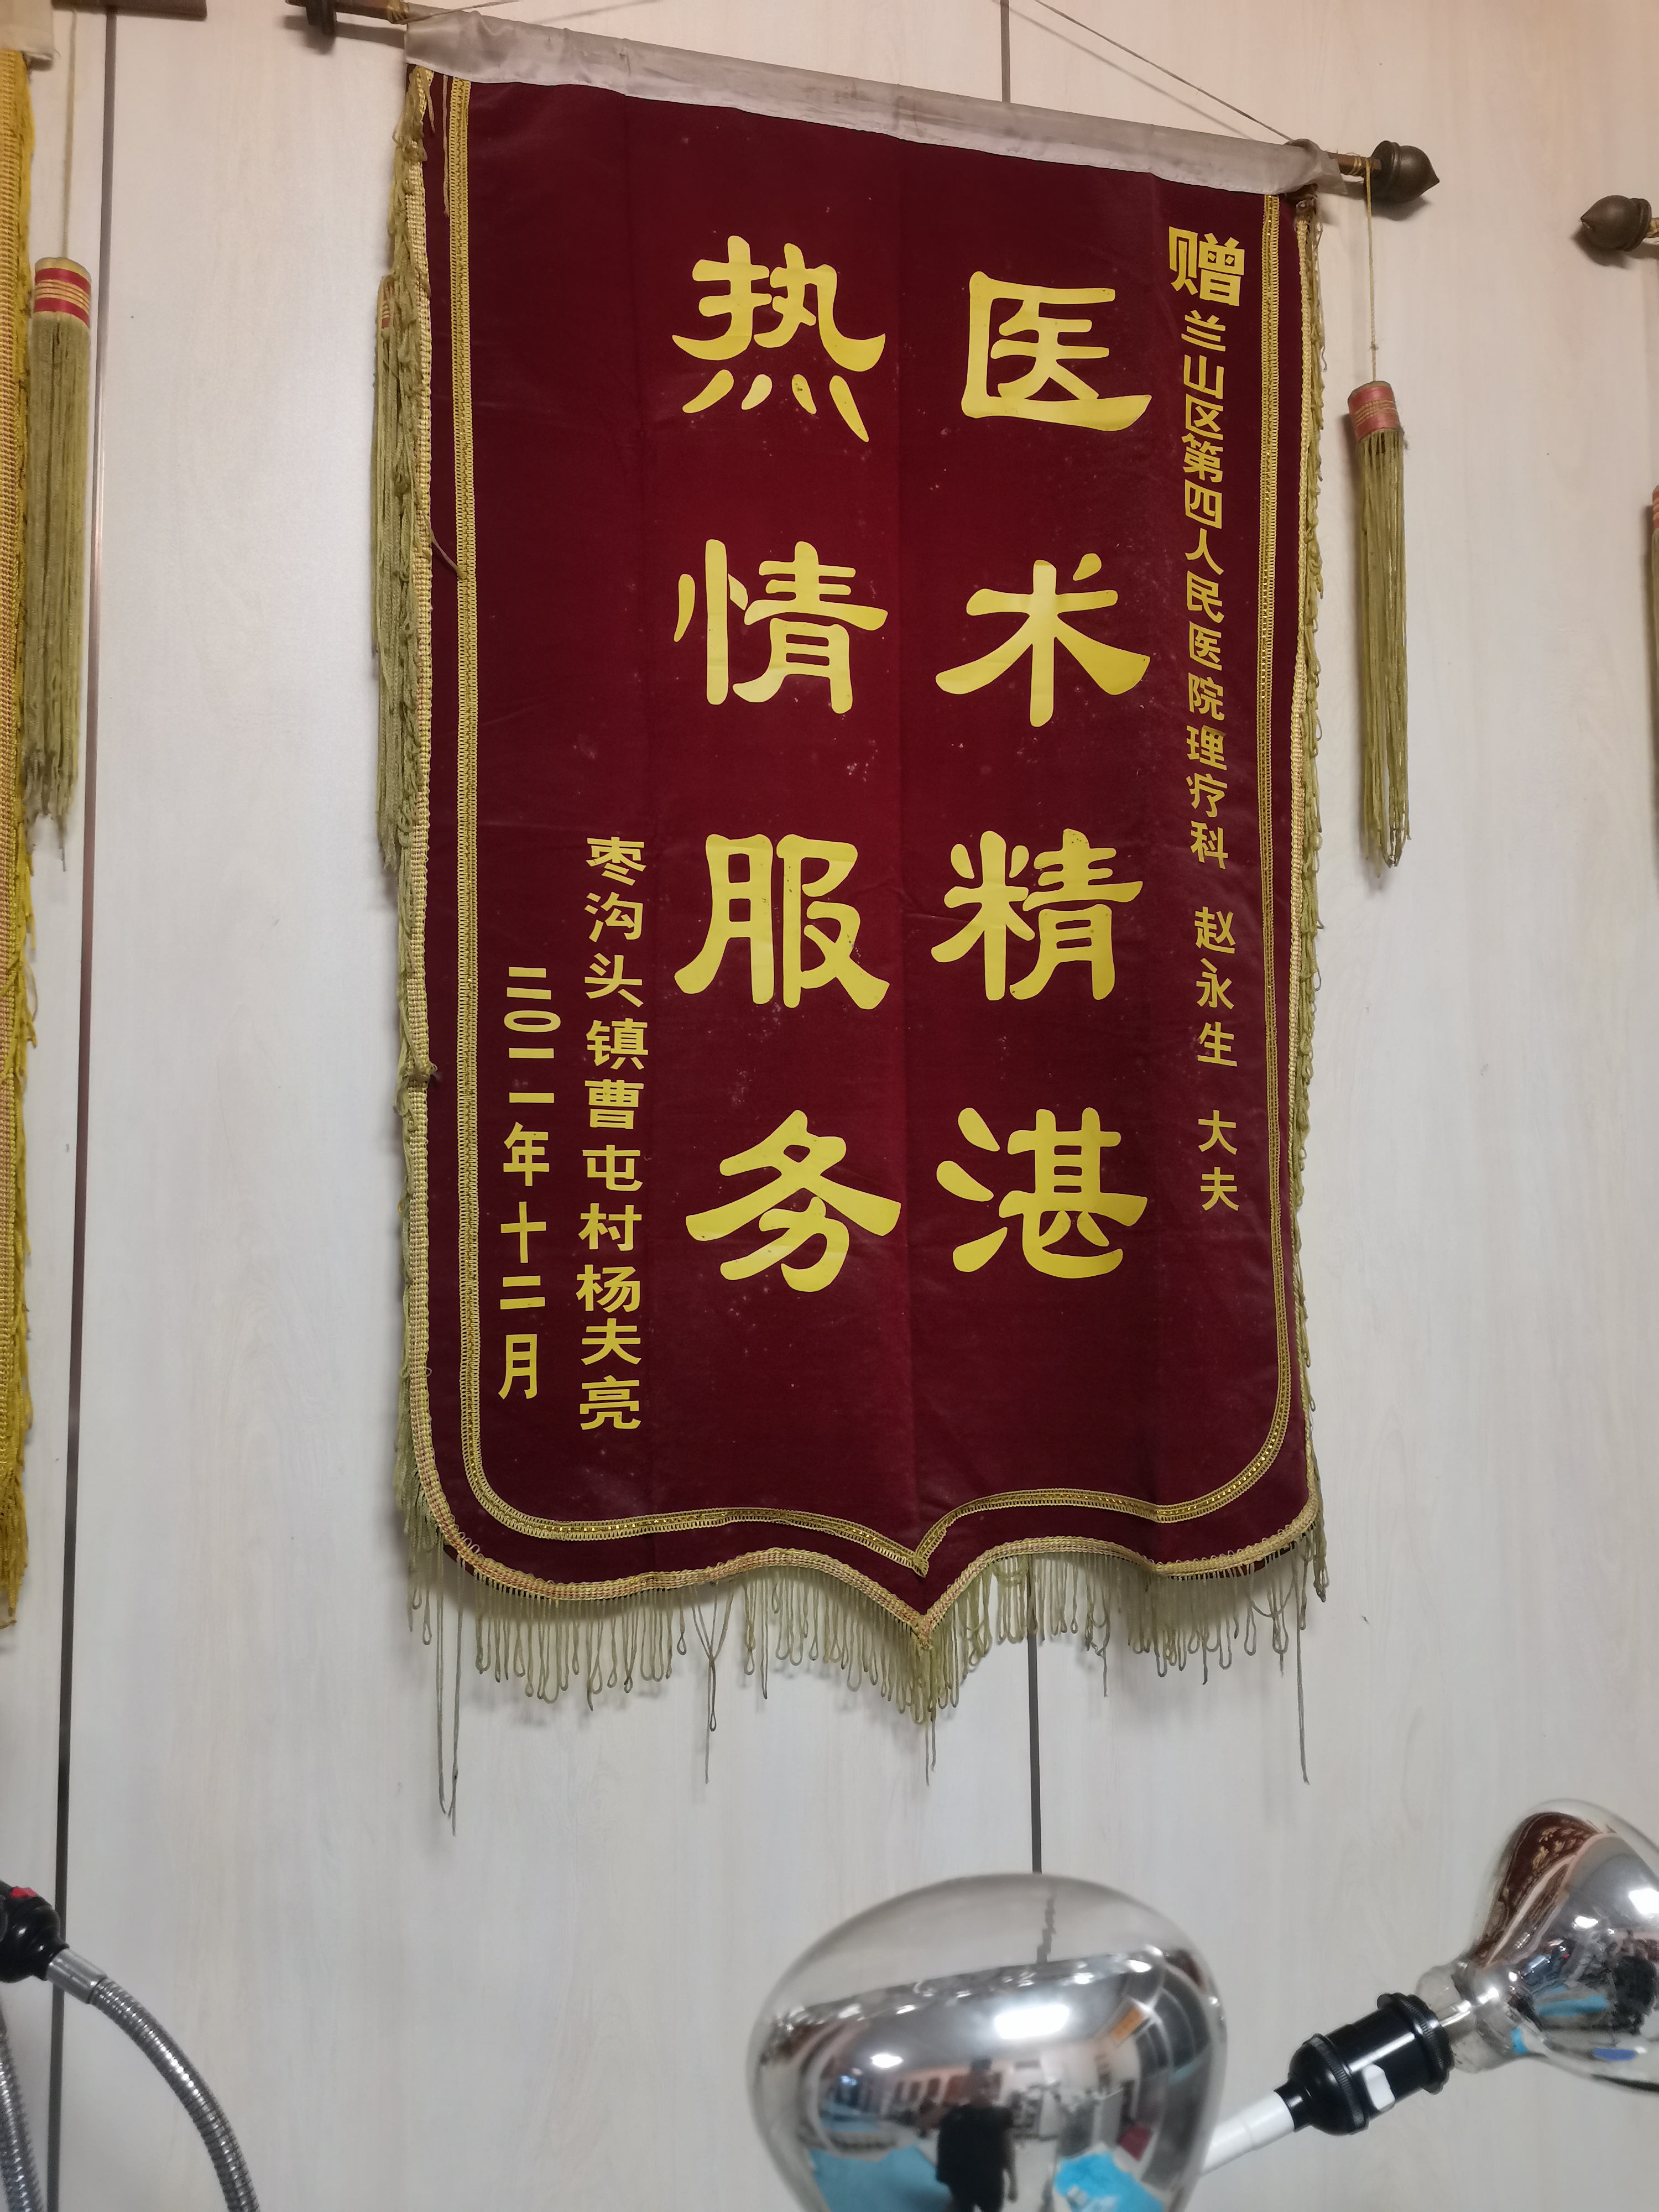 赠兰山区第四人民医院理疗科 赵永生 大夫
医术精湛
热情服务
枣沟头镇曹屯村杨夫亮
二〇二一年十二月